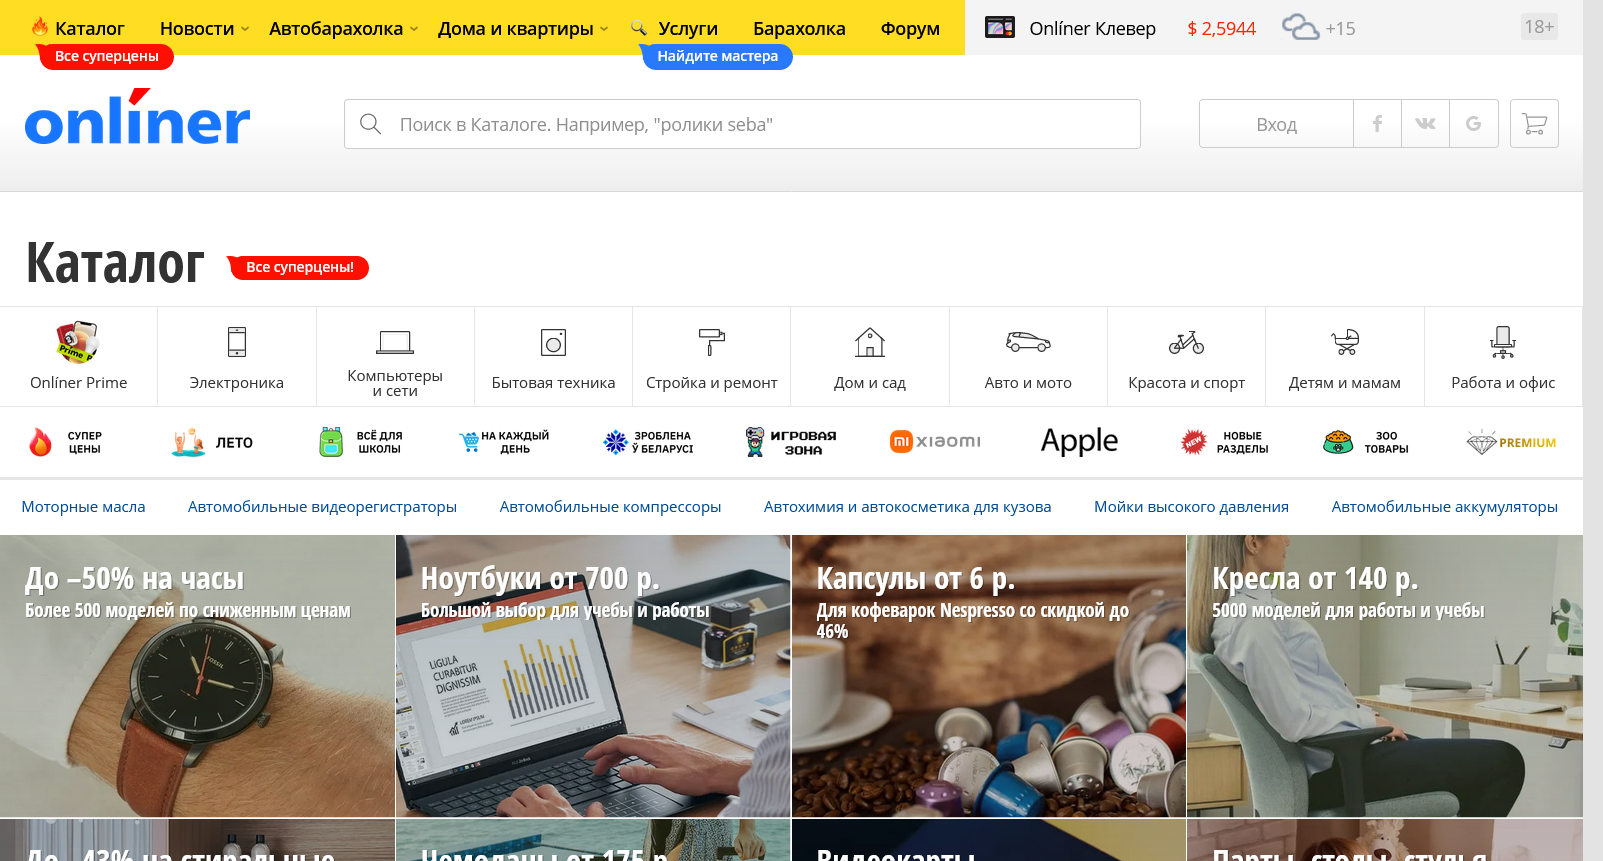 Каталог Новости Автобарахолка Дома и квартиры Услуги Барахолка Форум Onlíner Клевер $ 2,5944 +15 18+
Все суперцены Найдите мастера
onlíner
Поиск в Каталоге. Например, "ролики seba"
Вход
Каталог
Все суперцены!
Onlíner Prime
Электроника
Компьютеры
и сети
Бытовая техника
Стройка и ремонт
Дом и сад
Авто и мото
Красота и спорт
Детям и мамам
Работа и офис
СУПЕР
ЦЕНЫ
ЛЕТО
ВСЁ ДЛЯ
ШКОЛЫ
НА КАЖДЫЙ
ДЕНЬ
ЗРОБЛЕНА
Ў БЕЛАРУСІ
ИГРОВАЯ
ЗОНА
xiaomi
Apple
NEW
НОВЫЕ
РАЗДЕЛЫ
ЗОО
ТОВАРЫ
PREMIUM
Моторные масла Автомобильные видеорегистраторы Автомобильные компрессоры Автохимия и автокосметика для кузова Мойки высокого давления Автомобильные аккумуляторы
До –50% на часы
Более 500 моделей по сниженным ценам
FOSSIL
Ноутбуки от 700 р.
Большой выбор для учебы и работы
LIGULA
CURABITUR
DIGNISSIM
Капсулы от 6 р.
Для кофеварок Nespresso со скидкой до
46%
Кресла от 140 р.
5000 моделей для работы и учебы
До –43% на стиральные
Чемоданы от 175 р.
Видеокарты
Парты, столы, стулья